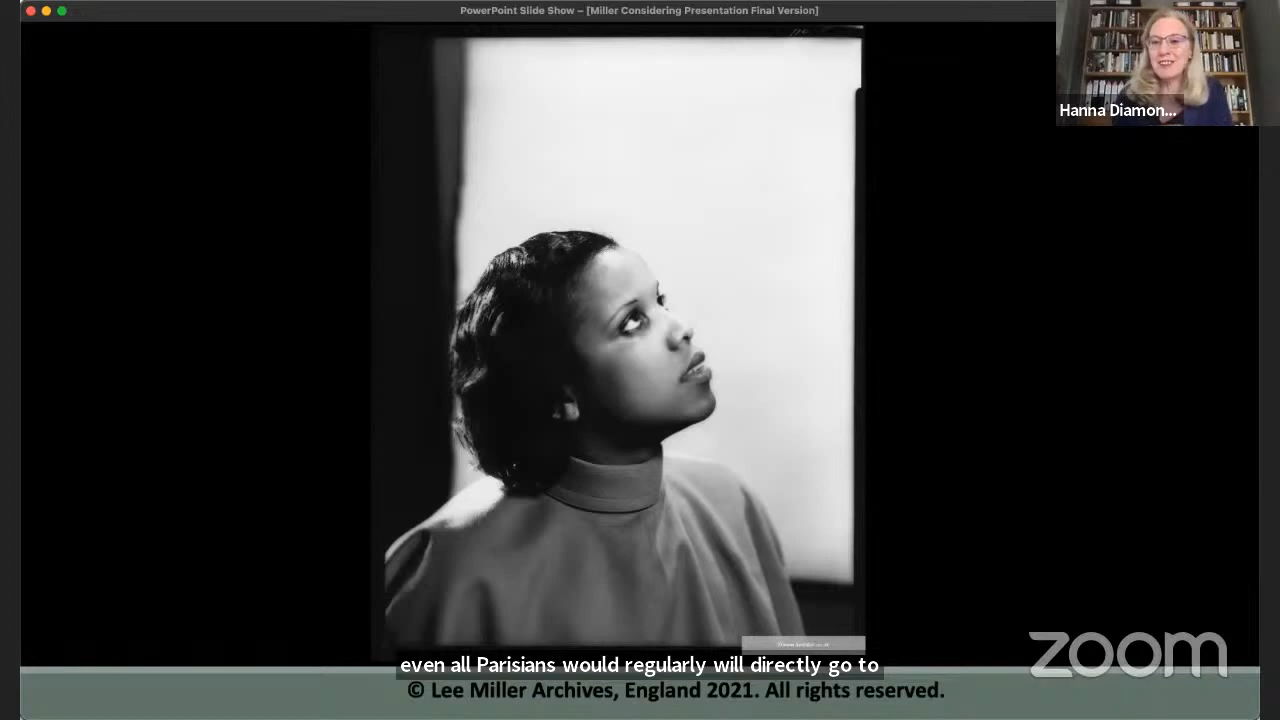 PowerPoint Slide Show – [Miller Considering Presentation Final Version]
Hanna Diamon...
even all Parisians would regularly will directly go to
zoom
© Lee Miller Archives, England 2021. All rights reserved.